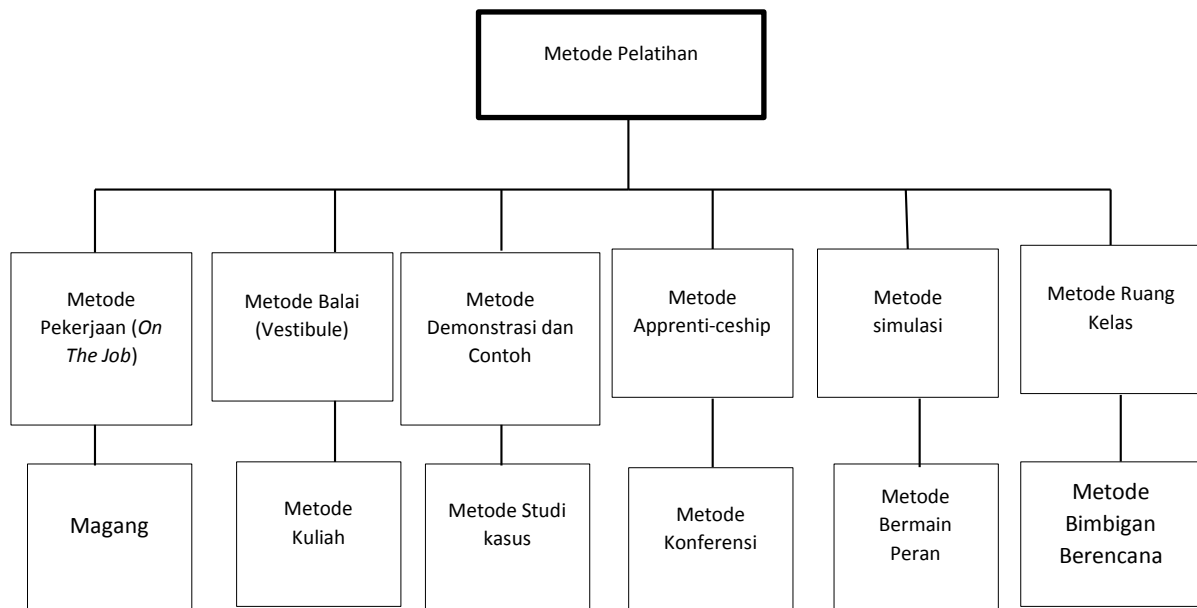 Metode Pelatihan
Metode
Pekerjaan (On
The Job)
Metode Balai
(Vestibule)
Metode
Demonstrasi dan
Contoh
Metode
Apprenti-ceship
Metode
simulasi
Metode Ruang
Kelas
Magang
Metode
Kuliah
Metode Studi
kasus
Metode
Konferensi
Metode
Bermain
Peran
Metode
Bimbigan
Berencana